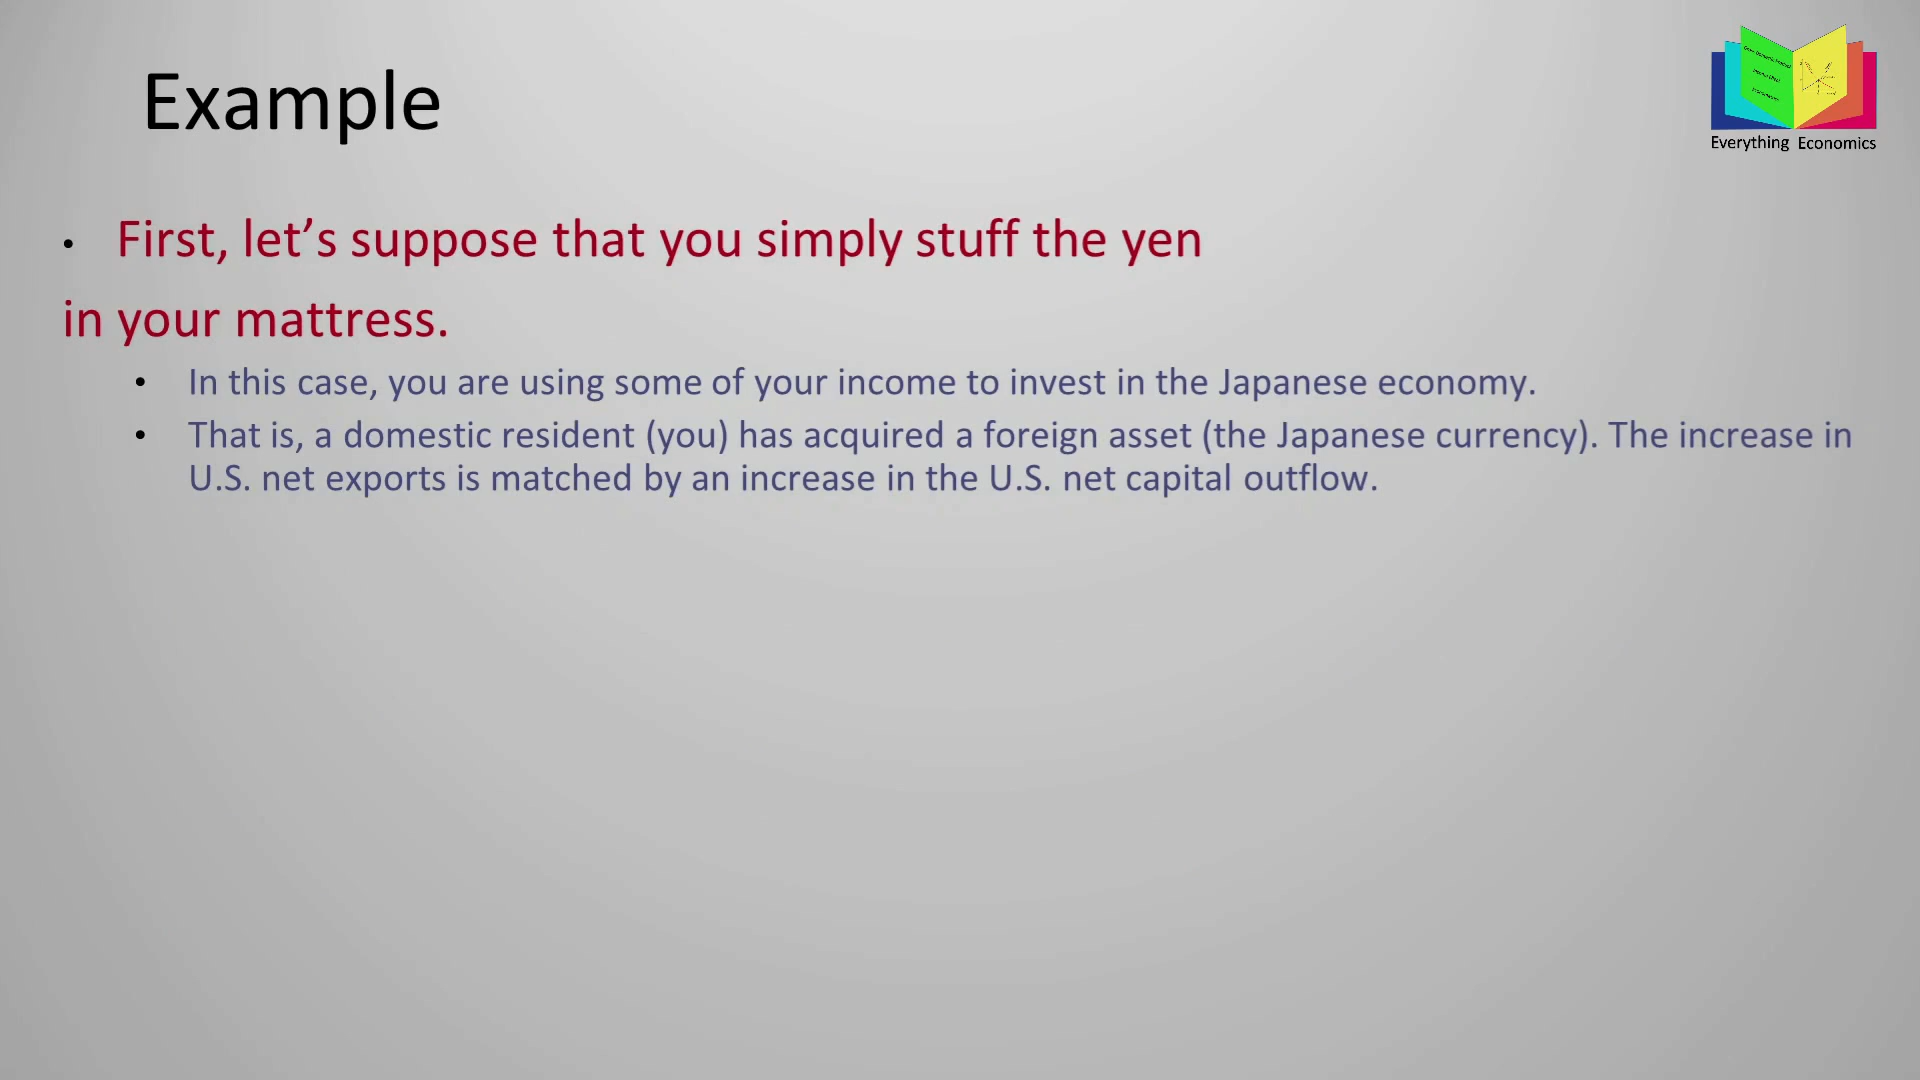 Example
Everything Economics
• First, let’s suppose that you simply stuff the yen
in your mattress.
• In this case, you are using some of your income to invest in the Japanese economy.
• That is, a domestic resident (you) has acquired a foreign asset (the Japanese currency). The increase in
U.S. net exports is matched by an increase in the U.S. net capital outflow.